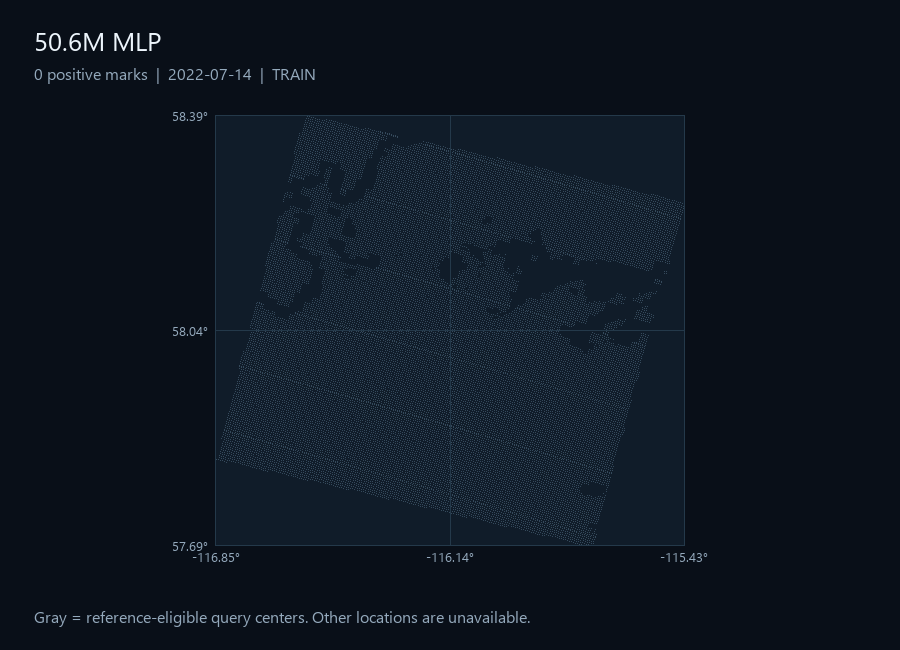 50.6M MLP
0 positive marks | 2022-07-14 | TRAIN
58.39°
58.04°
57.69°
-116.85°
-116.14°
-115.43°
Gray = reference-eligible query centers. Other locations are unavailable.